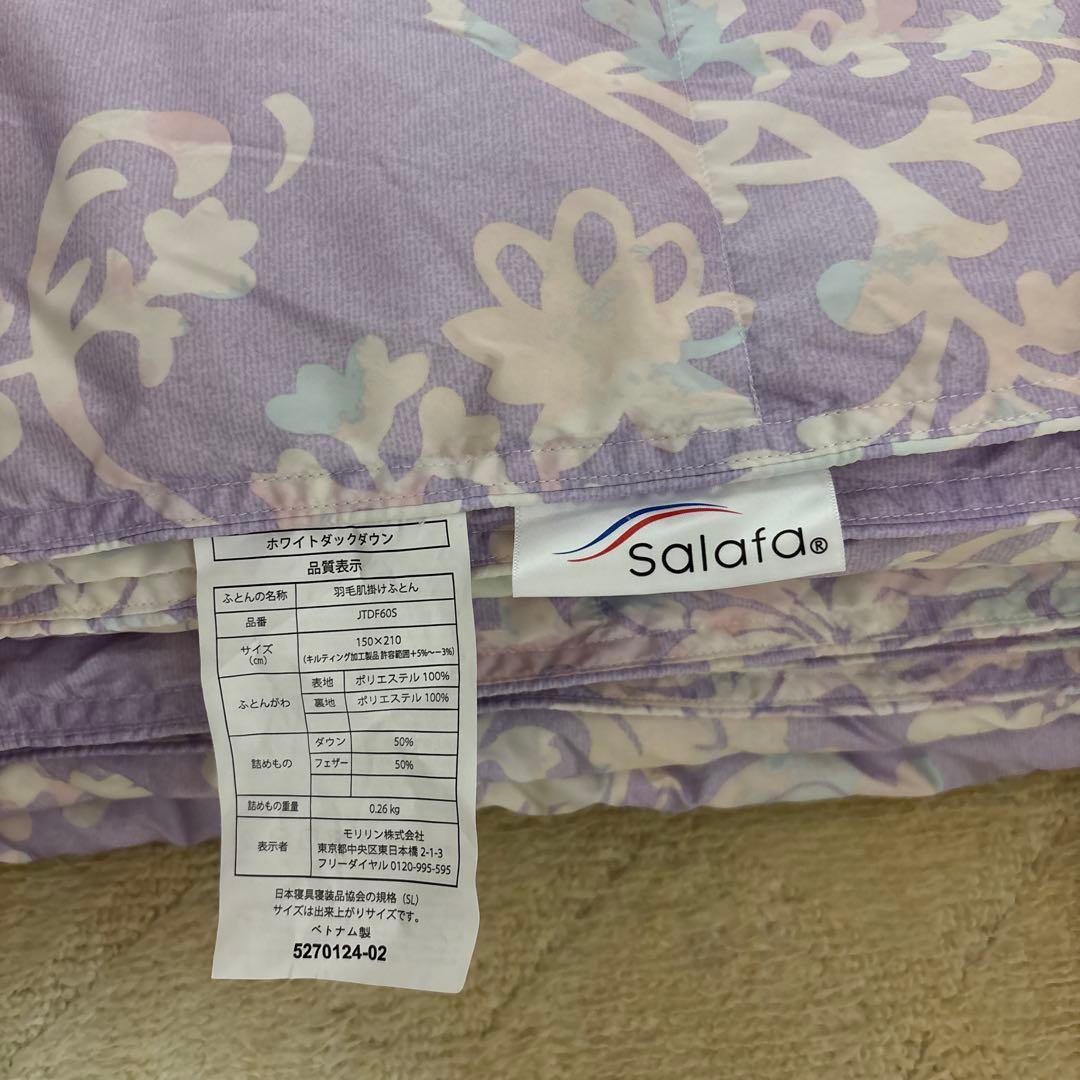 ホワイトダックダウン
品質表示
ふとんの名称 羽毛肌掛けふとん
品番 JTDF60S
サイズ (cm) 150×210
(キルティング加工製品 許容範囲+5%~−3%)
ふとんがわ 表地 ポリエステル 100%
裏地 ポリエステル 100%
詰めもの ダウン 50%
フェザー 50%
詰めもの重量 0.26 kg
表示者 モリリン株式会社
東京都中央区東日本橋 2-1-3
フリーダイヤル 0120-995-595
日本寝具寝装品協会の規格(SL)
サイズは出来上がりサイズです。
ベトナム製
5270124-02
salafa®